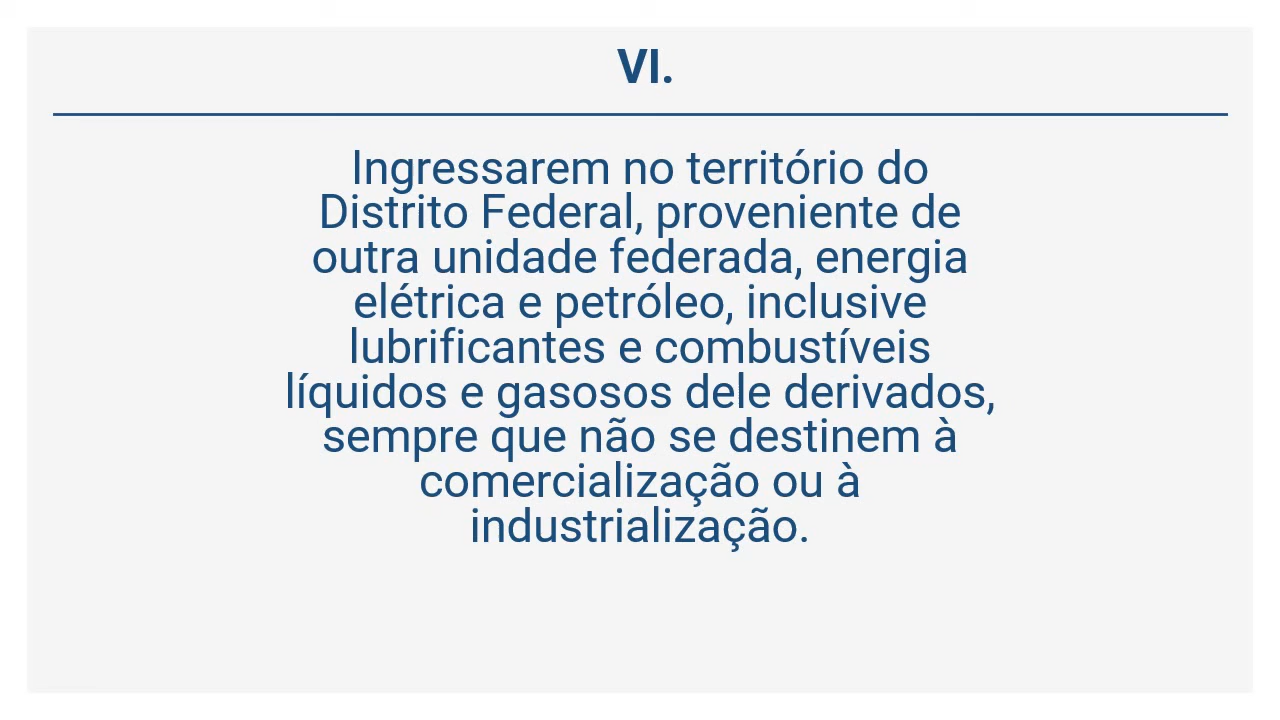 VI.
Ingressarem no território do
Distrito Federal, proveniente de
outra unidade federada, energia
elétrica e petróleo, inclusive
lubrificantes e combustíveis
líquidos e gasosos dele derivados,
sempre que não se destinem à
comercialização ou à
industrialização.